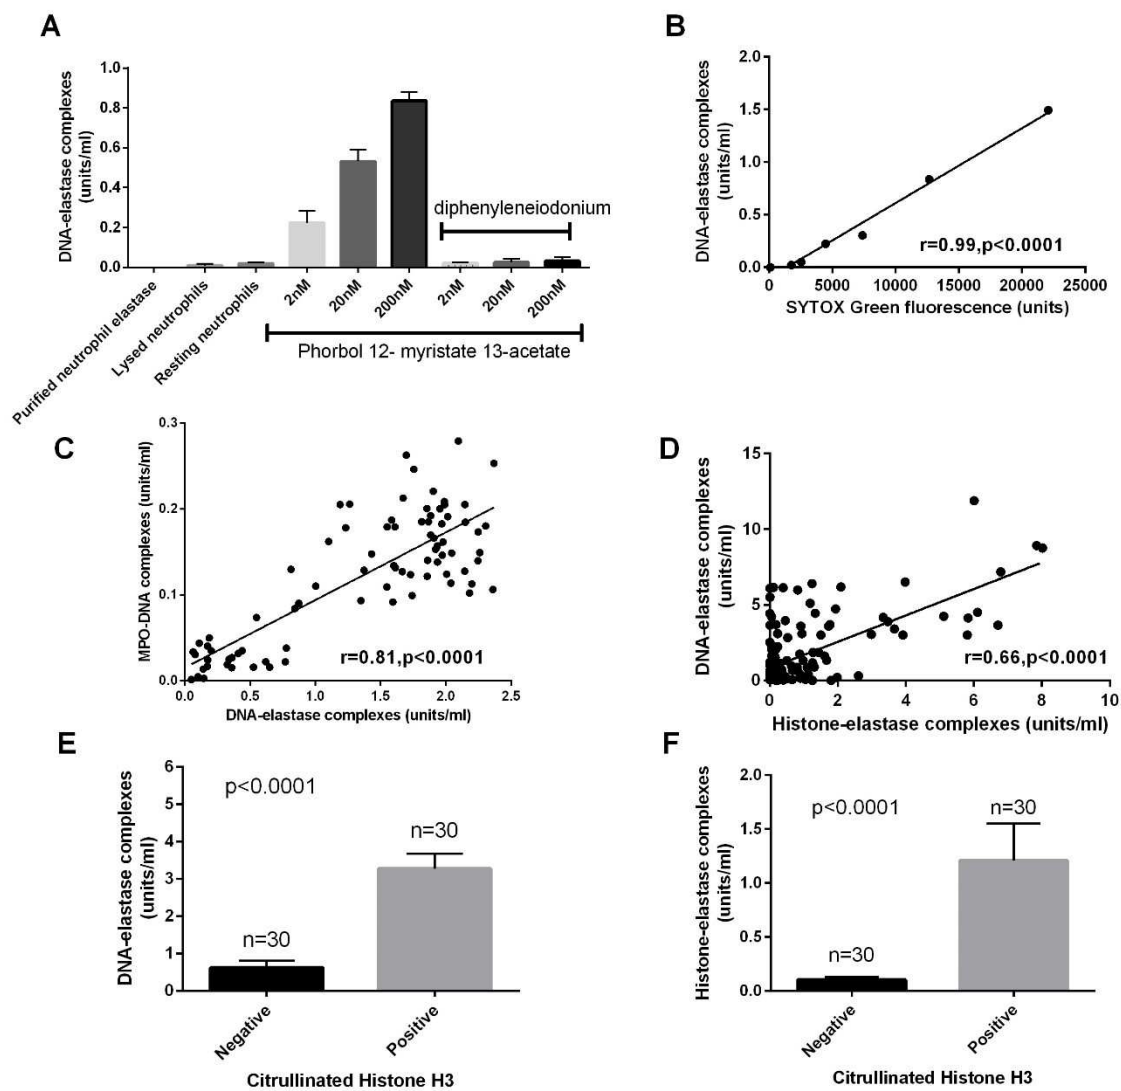 A
DNA-elastase complexes
(units/ml)
1.0
0.8
0.6
0.4
0.2
0.0
diphenyleneiodonium
Purified neutrophil elastase
Lysed neutrophils
Resting neutrophils
2nM
20nM
200nM
2nM
20nM
200nM
Phorbol 12- myristate 13-acetate
B
DNA-elastase complexes
(units/ml)
2.0
1.5
1.0
0.5
0.0
r=0.99,p<0.0001
0 5000 10000 15000 20000 25000
SYTOX Green fluorescence (units)
C
MPO-DNA complexes (units/ml)
0.3
0.2
0.1
0.0
r=0.81,p<0.0001
0.0 0.5 1.0 1.5 2.0 2.5
DNA-elastase complexes (units/ml)
D
DNA-elastase complexes
(units/ml)
15
10
5
0
r=0.66,p<0.0001
0 2 4 6 8 10
Histone-elastase complexes (units/ml)
E
DNA-elastase complexes
(units/ml)
6
5
4
3
2
1
0
p<0.0001
n=30
n=30
Negative
Positive
Citrullinated Histone H3
F
Histone-elastase complexes
(units/ml)
2.0
1.5
1.0
0.5
0.0
p<0.0001
n=30
n=30
Negative
Positive
Citrullinated Histone H3